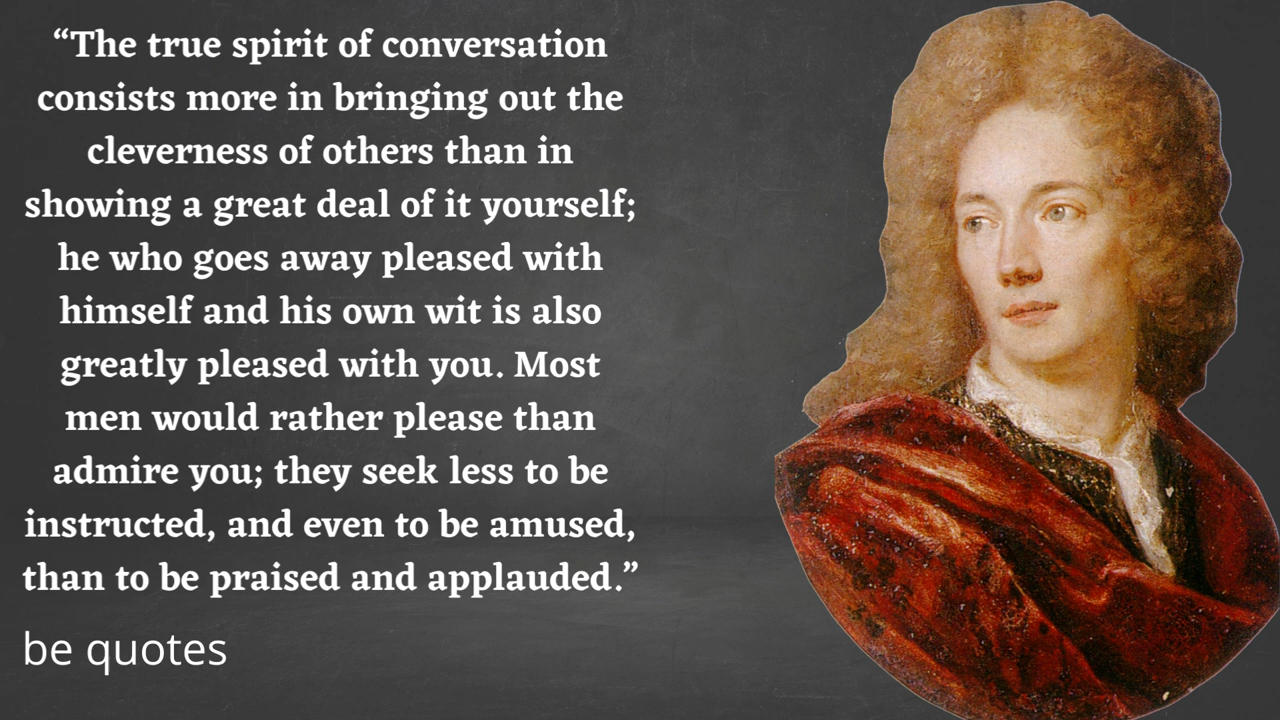 “The true spirit of conversation
consists more in bringing out the
cleverness of others than in
showing a great deal of it yourself;
he who goes away pleased with
himself and his own wit is also
greatly pleased with you. Most
men would rather please than
admire you; they seek less to be
instructed, and even to be amused,
than to be praised and applauded.”
be quotes